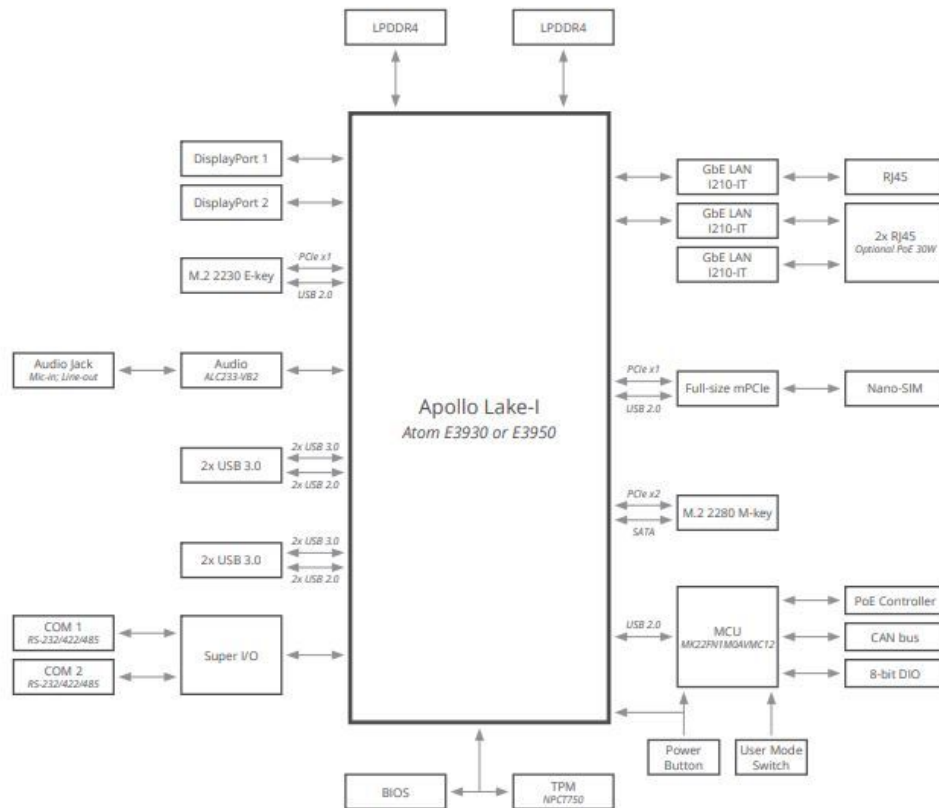 LPDDR4
LPDDR4
DisplayPort 1
DisplayPort 2
M.2 2230 E-key
PCIe x1
USB 2.0
Audio Jack
Mic-in; Line-out
Audio
ALC233-VB2
2x USB 3.0
2x USB 3.0
2x USB 2.0
2x USB 3.0
2x USB 3.0
2x USB 2.0
COM 1
RS-232/422/485
COM 2
RS-232/422/485
Super I/O
Apollo Lake-I
Atom E3930 or E3950
GbE LAN
I210-IT
RJ45
GbE LAN
I210-IT
GbE LAN
I210-IT
2x RJ45
Optional PoE 30W
PCIe x1
USB 2.0
Full-size mPCIe
Nano-SIM
PCIe x2
SATA
M.2 2280 M-key
USB 2.0
MCU
MK22FN1M0AVMC12
PoE Controller
CAN bus
8-bit DIO
Power
Button
User Mode
Switch
BIOS
TPM
NPCT750